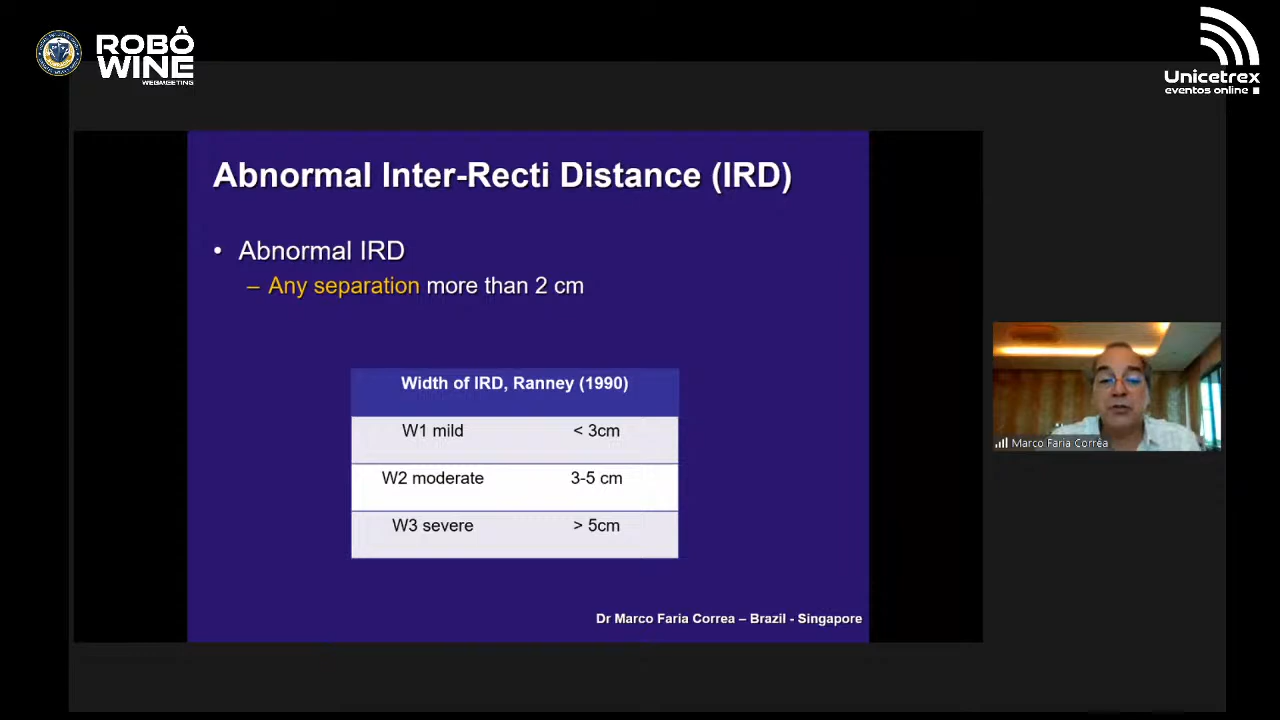 ROBÔ
WINE
WEBMEETING
Unicetrex
eventos online
Abnormal Inter-Recti Distance (IRD)
• Abnormal IRD
– Any separation more than 2 cm
Width of IRD, Ranney (1990)
W1 mild < 3cm
W2 moderate 3-5 cm
W3 severe > 5cm
Dr Marco Faria Correa – Brazil - Singapore
Marco Faria Corrêa